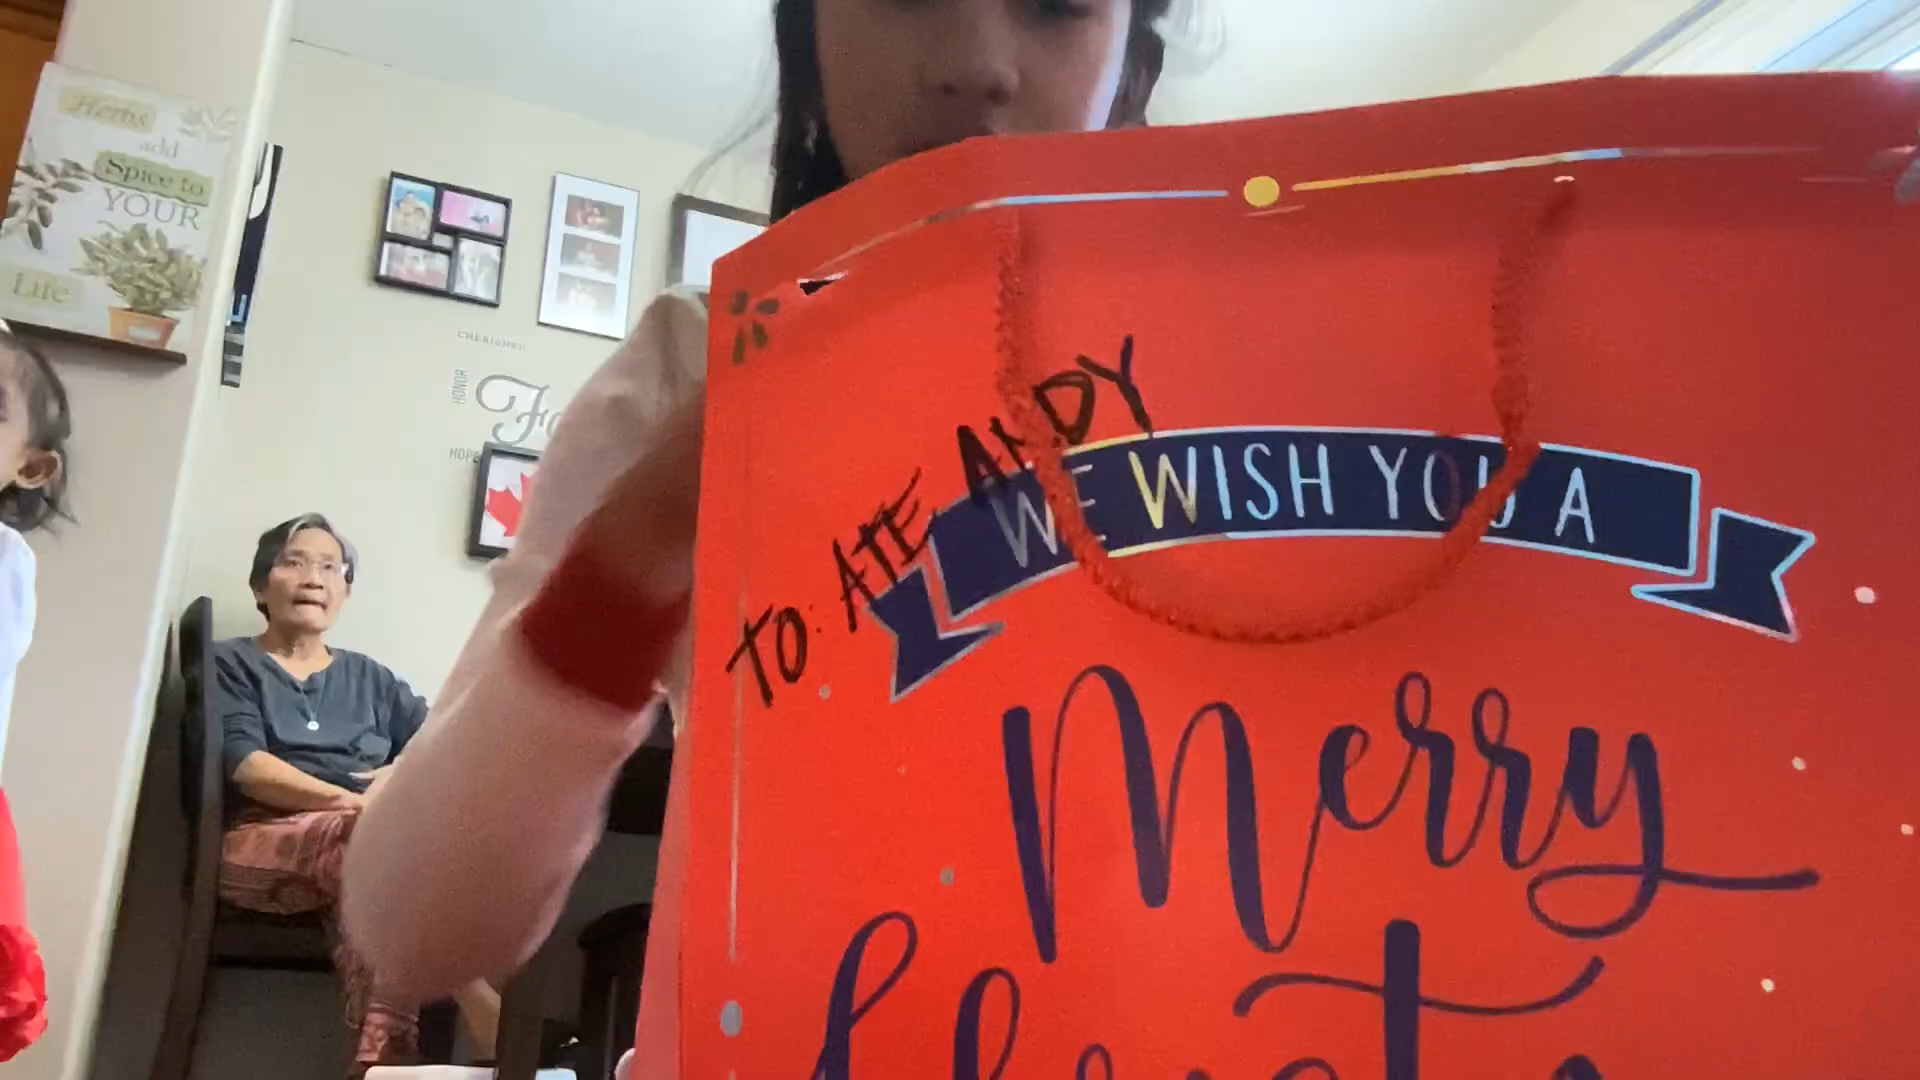 Herbs
add
Spice to
YOUR
Life
CHERISHED
HONOR
HOPE
TO: ATE ANDY
WE WISH YOU A
Merry